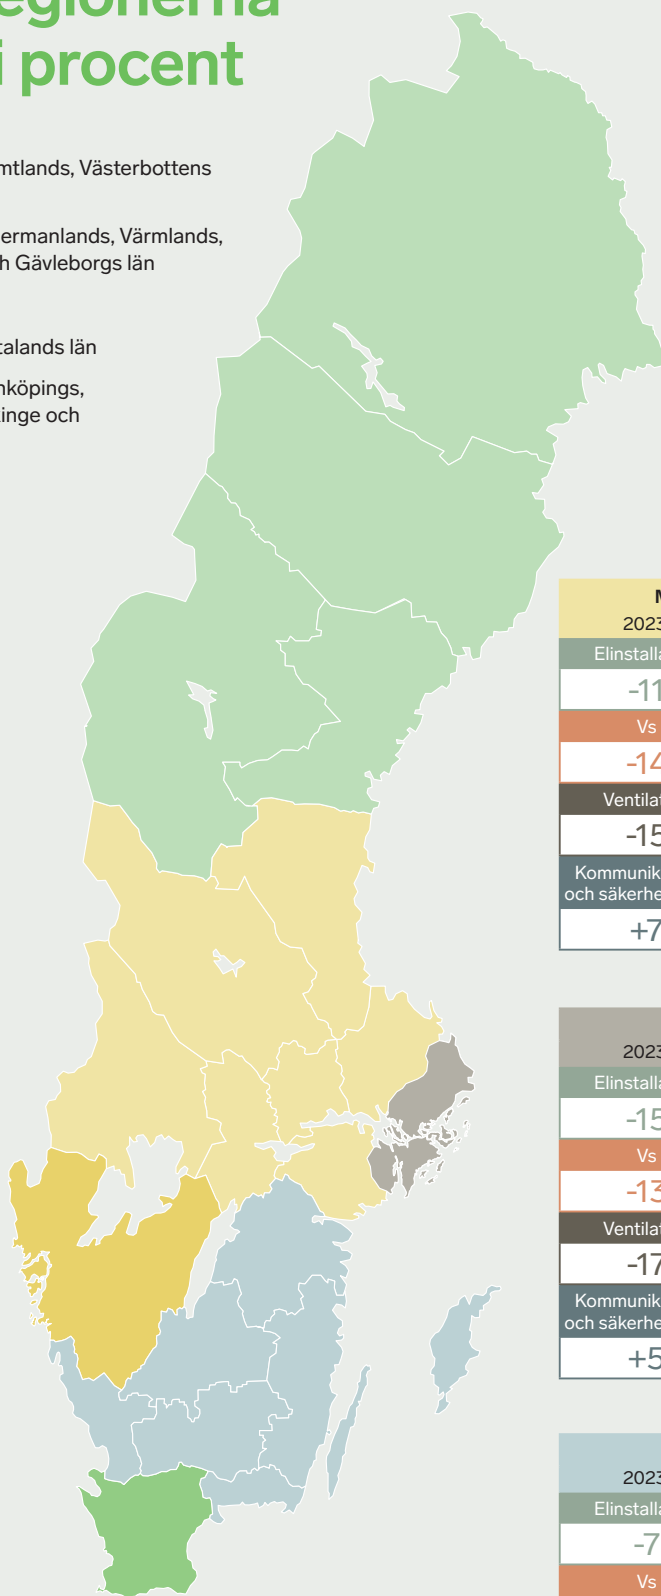 i procent
mtlands, Västerbottens
ermanlands, Värmlands,
h Gävleborgs län
talands län
nköpings,
inge och
M
2023
Elinstalla
-11
Vs
-14
Ventilat
-15
Kommunik
och säkerhe
+7
2023
Elinstalla
-15
Vs
-13
Ventilat
-17
Kommunik
och säkerhe
+5
2023
Elinstalla
-7
Vs